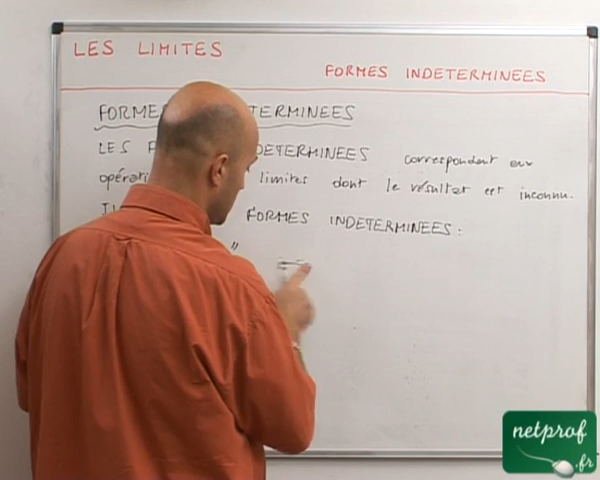 LES LIMITES
FORMES INDETERMINEES
FORMES TERMINEES
LES F DETERMINEES correspondent aux
opérati limites dont le résultat est inconnu.
FORMES INDETERMINEES :
"
netprof
.fr